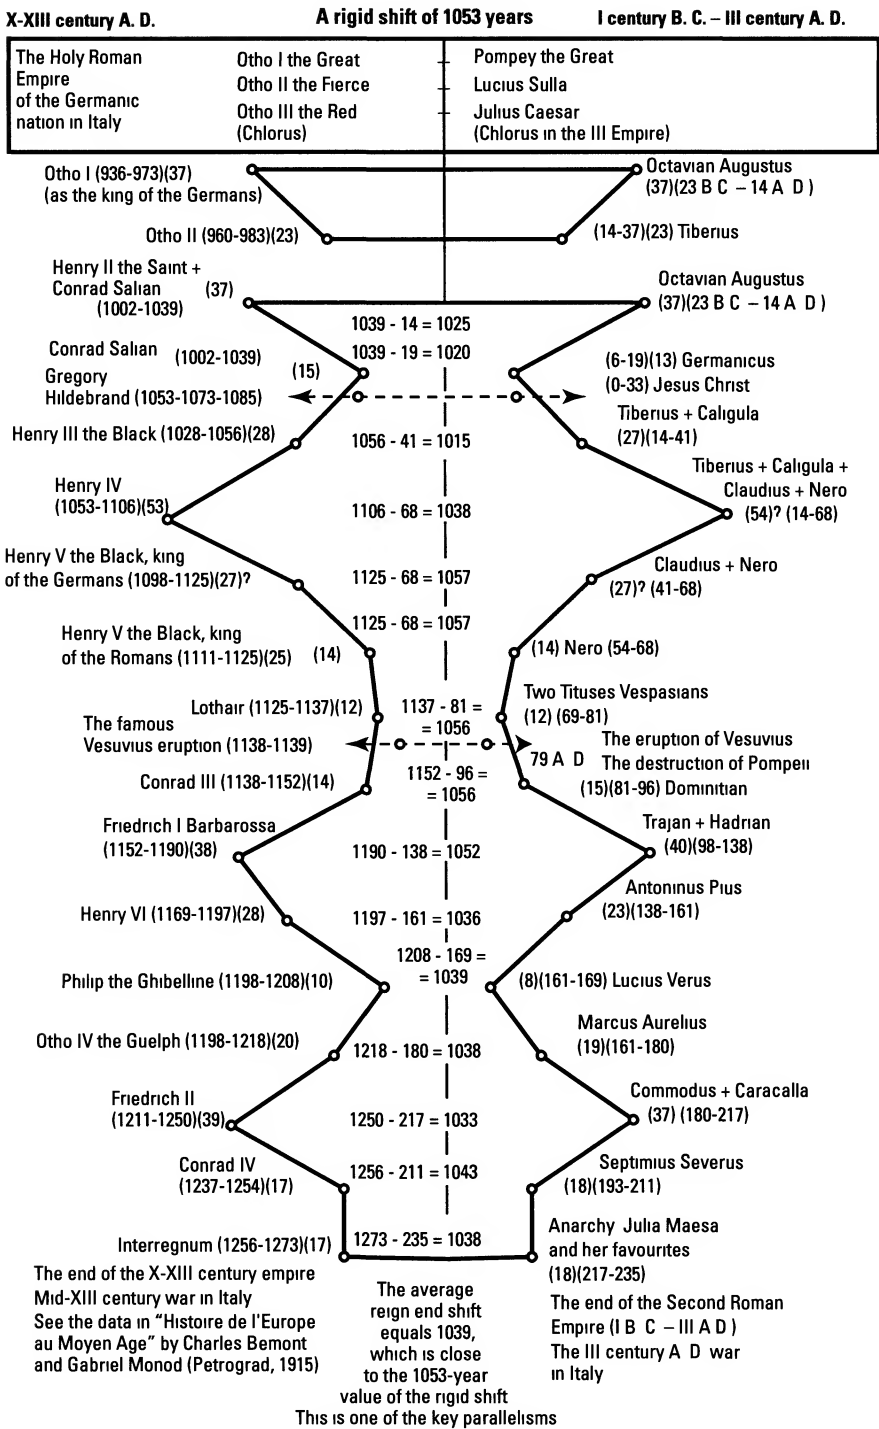 X-XIII century A. D.
A rigid shift of 1053 years
I century B. C. – III century A. D.
The Holy Roman
Empire
of the Germanic
nation in Italy
Otho I the Great
Otho II the Fierce
Otho III the Red
(Chlorus)
Pompey the Great
Lucius Sulla
Julius Caesar
(Chlorus in the III Empire)
Otho I (936-973)(37)
(as the king of the Germans)
Octavian Augustus
(37)(23 B C – 14 A D )
Otho II (960-983)(23)
(14-37)(23) Tiberius
Henry II the Saint +
Conrad Salian (37)
(1002-1039)
Octavian Augustus
(37)(23 B C – 14 A D )
1039 - 14 = 1025
Conrad Salian (1002-1039)
(15)
1039 - 19 = 1020
(6-19)(13) Germanicus
Gregory
Hildebrand (1053-1073-1085)
(0-33) Jesus Christ
Henry III the Black (1028-1056)(28)
1056 - 41 = 1015
Tiberius + Caligula
(27)(14-41)
Henry IV
(1053-1106)(53)
1106 - 68 = 1038
Tiberius + Caligula +
Claudius + Nero
(54)? (14-68)
Henry V the Black, king
of the Germans (1098-1125)(27)?
1125 - 68 = 1057
Claudius + Nero
(27)? (41-68)
1125 - 68 = 1057
Henry V the Black, king
of the Romans (1111-1125)(25) (14)
(14) Nero (54-68)
Lothair (1125-1137)(12)
1137 - 81 =
= 1056
Two Tituses Vespasians
(12) (69-81)
The famous
Vesuvius eruption (1138-1139)
79 A D
The eruption of Vesuvius
The destruction of Pompeii
Conrad III (1138-1152)(14)
1152 - 96 =
= 1056
(15)(81-96) Dominitian
Friedrich I Barbarossa
(1152-1190)(38)
1190 - 138 = 1052
Trajan + Hadrian
(40)(98-138)
Henry VI (1169-1197)(28)
1197 - 161 = 1036
Antoninus Pius
(23)(138-161)
Philip the Ghibelline (1198-1208)(10)
1208 - 169 =
= 1039
(8)(161-169) Lucius Verus
Otho IV the Guelph (1198-1218)(20)
1218 - 180 = 1038
Marcus Aurelius
(19)(161-180)
Friedrich II
(1211-1250)(39)
1250 - 217 = 1033
Commodus + Caracalla
(37) (180-217)
Conrad IV
(1237-1254)(17)
1256 - 211 = 1043
Septimius Severus
(18)(193-211)
Interregnum (1256-1273)(17)
1273 - 235 = 1038
Anarchy Julia Maesa
and her favourites
(18)(217-235)
The end of the X-XIII century empire
Mid-XIII century war in Italy
See the data in "Histoire de l'Europe
au Moyen Age" by Charles Bemont
and Gabriel Monod (Petrograd, 1915)
The average
reign end shift
equals 1039,
which is close
to the 1053-year
value of the rigid shift
This is one of the key parallelisms
The end of the Second Roman
Empire (I B C – III A D )
The III century A D war
in Italy